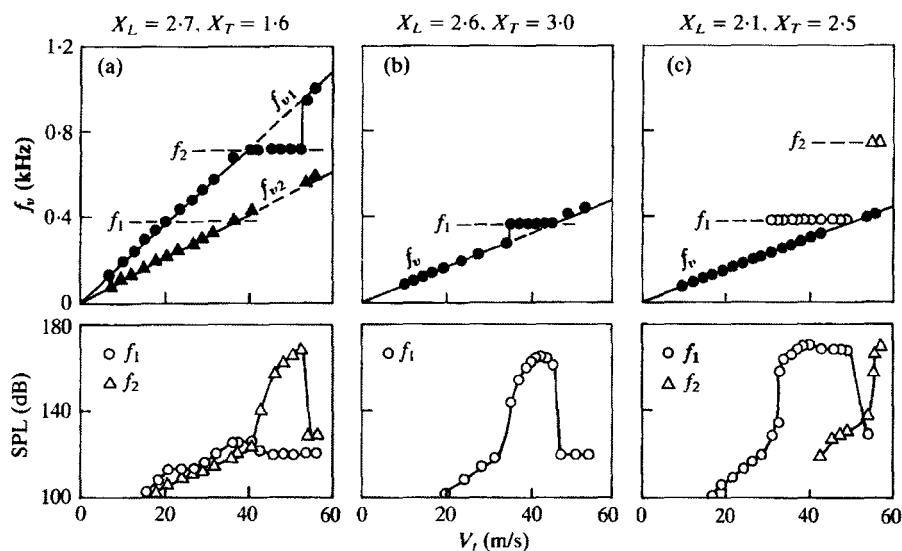 X_L = 2·7, X_T = 1·6
X_L = 2·6, X_T = 3·0
X_L = 2·1, X_T = 2·5
f_v (kHz)
1·2
0·8
0·4
0
(a)
f_v1
f_2
f_v2
f_1
(b)
f_1
f_v
(c)
f_2
f_1
f_v
SPL (dB)
180
140
100
f_1
f_2
f_1
f_1
f_2
0 20 40 60
0 20 40 60
0 20 40 60
V_t (m/s)